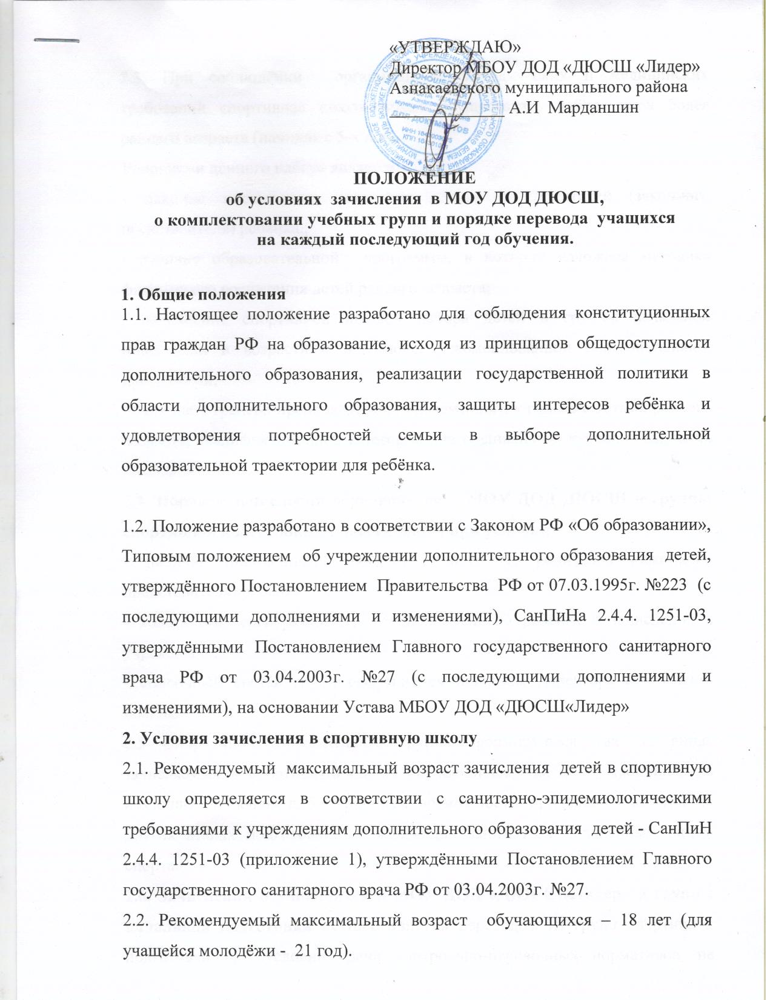 «УТВЕРЖДАЮ»
Директор МБОУ ДОД «ДЮСШ «Лидер»
Азнакаевского муниципального района
______________ А.И Марданшин
ПОЛОЖЕНИЕ
об условиях зачисления в МОУ ДОД ДЮСШ,
о комплектовании учебных групп и порядке перевода учащихся
на каждый последующий год обучения.
1. Общие положения
1.1. Настоящее положение разработано для соблюдения конституционных
прав граждан РФ на образование, исходя из принципов общедоступности
дополнительного образования, реализации государственной политики в
области дополнительного образования, защиты интересов ребёнка и
удовлетворения потребностей семьи в выборе дополнительной
образовательной траектории для ребёнка.
1.2. Положение разработано в соответствии с Законом РФ «Об образовании»,
Типовым положением об учреждении дополнительного образования детей,
утверждённого Постановлением Правительства РФ от 07.03.1995г. №223 (с
последующими дополнениями и изменениями), СанПиНа 2.4.4. 1251-03,
утверждёнными Постановлением Главного государственного санитарного
врача РФ от 03.04.2003г. №27 (с последующими дополнениями и
изменениями), на основании Устава МБОУ ДОД «ДЮСШ«Лидер»
2. Условия зачисления в спортивную школу
2.1. Рекомендуемый максимальный возраст зачисления детей в спортивную
школу определяется в соответствии с санитарно-эпидемиологическими
требованиями к учреждениям дополнительного образования детей - СанПиН
2.4.4. 1251-03 (приложение 1), утверждёнными Постановлением Главного
государственного санитарного врача РФ от 03.04.2003г. №27.
2.2. Рекомендуемый максимальный возраст обучающихся – 18 лет (для
учащейся молодёжи - 21 год).
ДЛЯ ДОКУМЕНТОВ